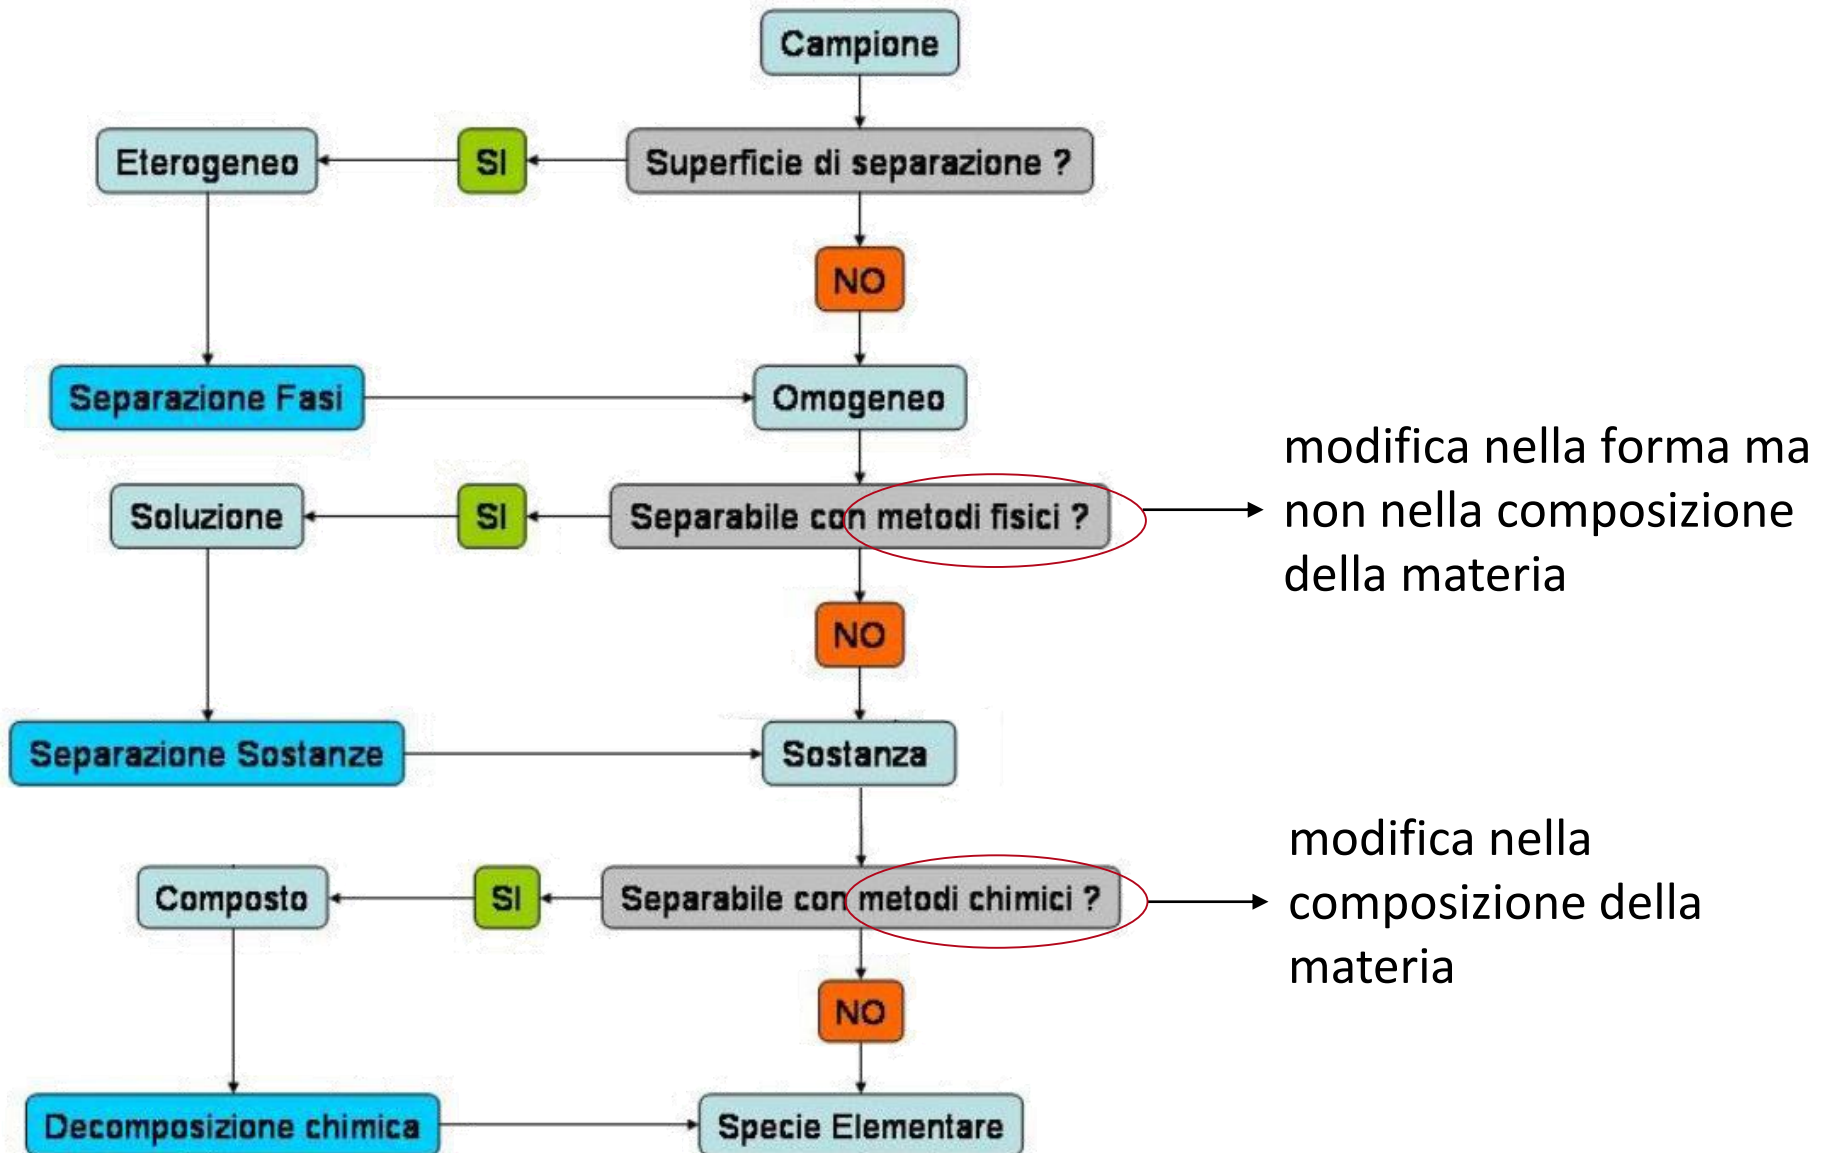 Campione
Eterogeneo
SI
Superficie di separazione ?
NO
Separazione Fasi
Omogeneo
Soluzione
SI
Separabile con metodi fisici ?
modifica nella forma ma
non nella composizione
della materia
NO
Separazione Sostanze
Sostanza
Composto
SI
Separabile con metodi chimici ?
modifica nella
composizione della
materia
NO
Decomposizione chimica
Specie Elementare